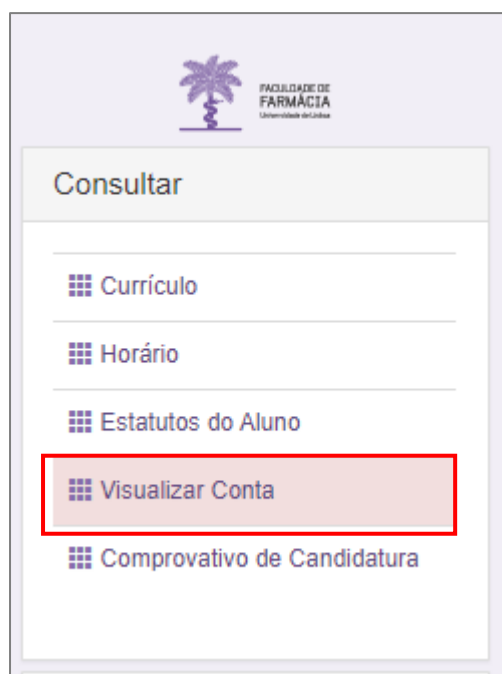 FACULDADE DE
FARMÁCIA
Universidade de Lisboa
Consultar
Currículo
Horário
Estatutos do Aluno
Visualizar Conta
Comprovativo de Candidatura